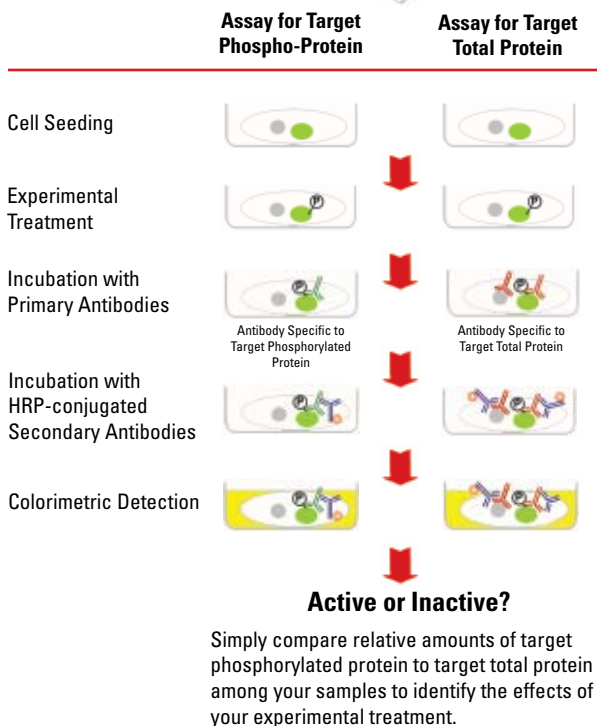 Assay for Target
Phospho-Protein
Assay for Target
Total Protein
Cell Seeding
Experimental
Treatment
P
P
Incubation with
Primary Antibodies
P
P
Antibody Specific to
Target Phosphorylated
Protein
Antibody Specific to
Target Total Protein
Incubation with
HRP-conjugated
Secondary Antibodies
P
P
Colorimetric Detection
P
P
Active or Inactive?
Simply compare relative amounts of target
phosphorylated protein to target total protein
among your samples to identify the effects of
your experimental treatment.